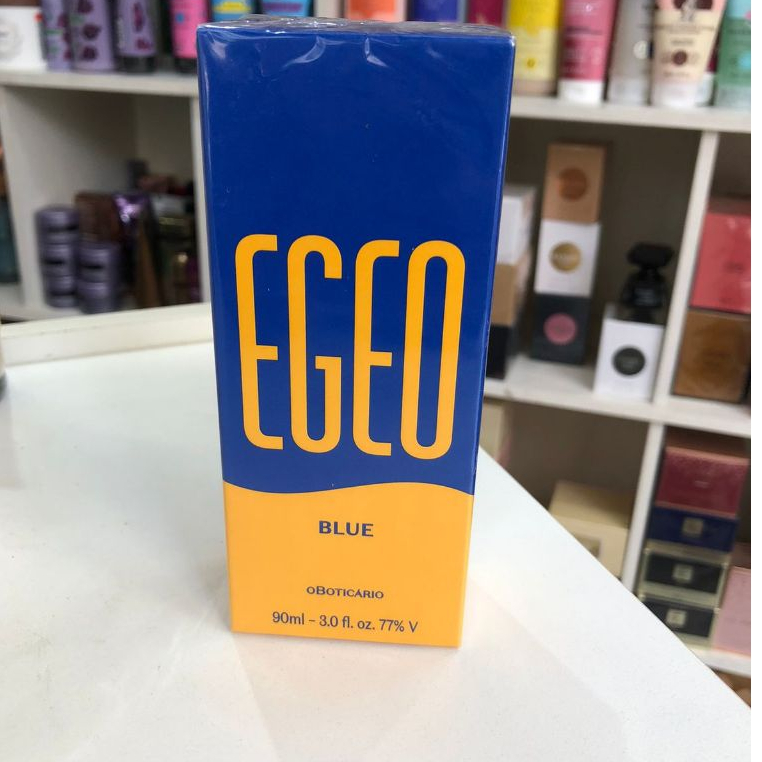 EGEO
BLUE
oBOTICÁRIO
90ml - 3.0 fl. oz. 77% V